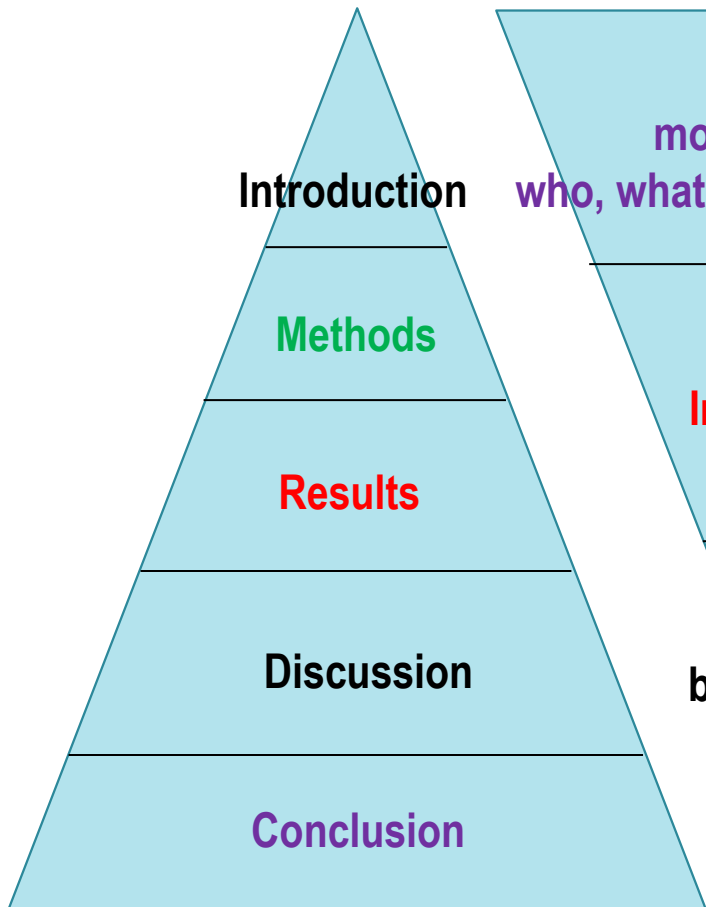 Introduction
Methods
Results
Discussion
Conclusion
who, what